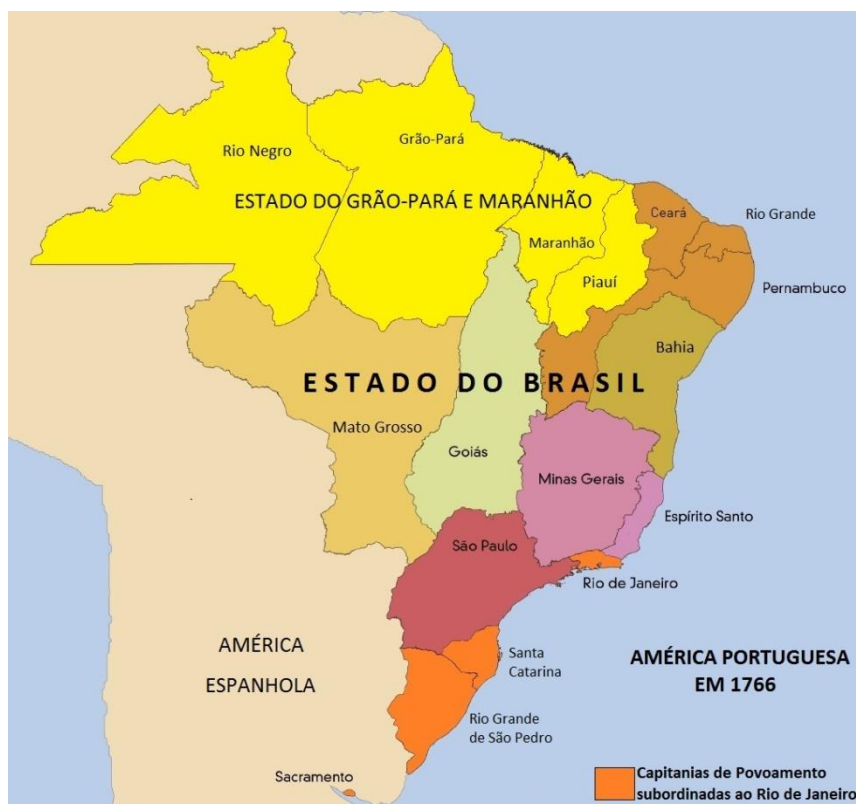 Rio Negro
Grão-Pará
ESTADO DO GRÃO-PARÁ E MARANHÃO
Maranhão
Piauí
Ceará
Rio Grande
Pernambuco
Bahia
ESTADO DO BRASIL
Mato Grosso
Goiás
Minas Gerais
Espírito Santo
São Paulo
Rio de Janeiro
AMÉRICA
ESPANHOLA
Santa
Catarina
AMÉRICA PORTUGUESA
EM 1766
Rio Grande
de São Pedro
Sacramento
Capitanias de Povoamento
subordinadas ao Rio de Janeiro